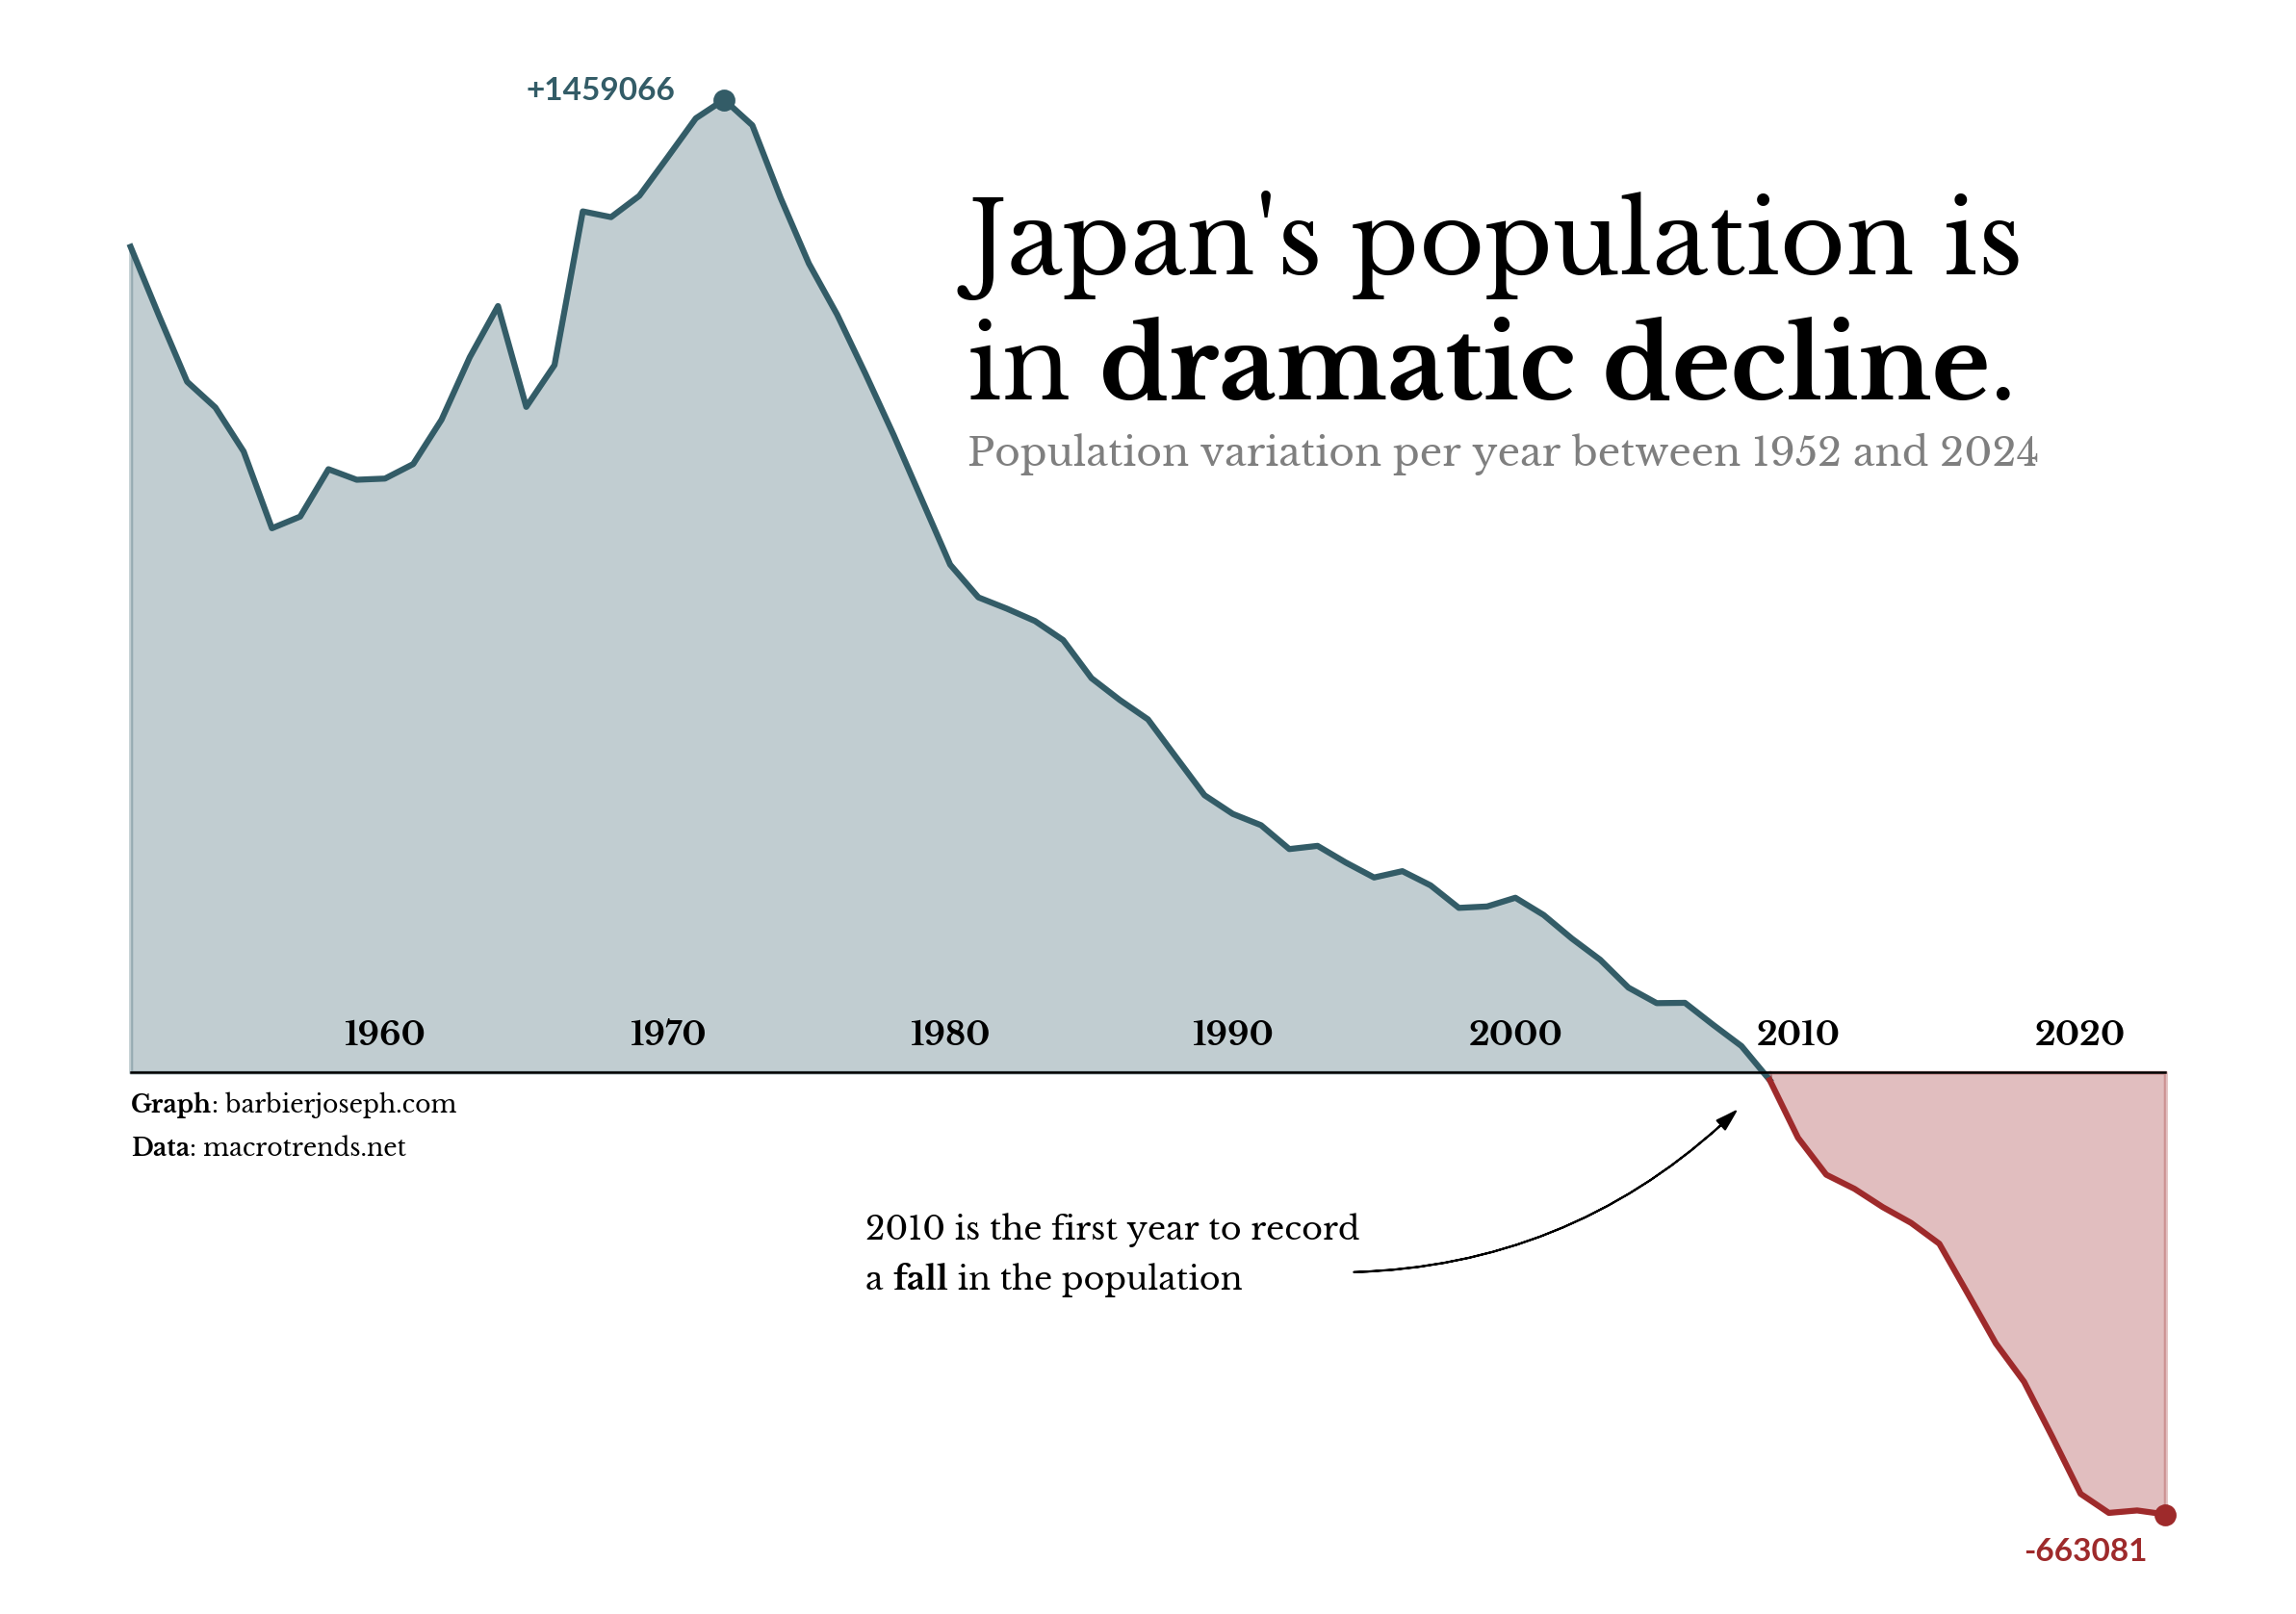 +1459066
Japan's population is
in dramatic decline.
Population variation per year between 1952 and 2024
1960 1970 1980 1990 2000 2010 2020
Graph: barbierjoseph.com
Data: macrotrends.net
2010 is the first year to record
a fall in the population
-663081